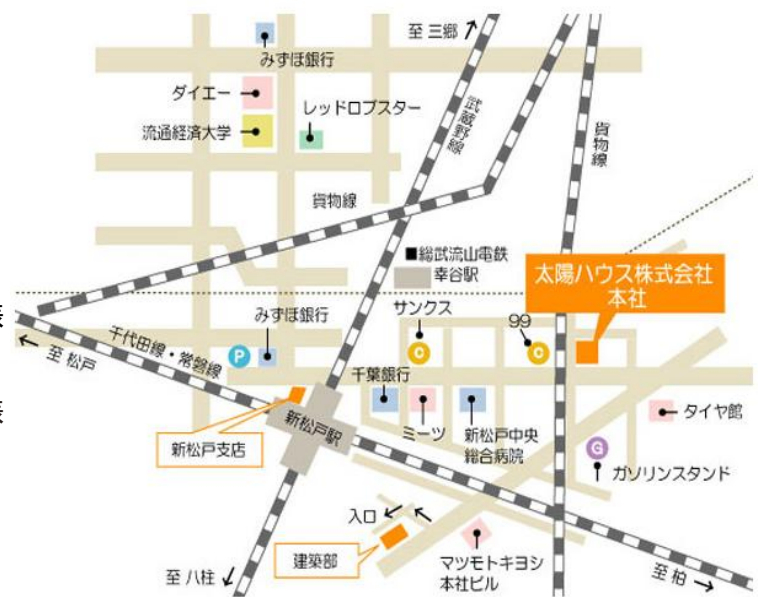 至 三郷
みずほ銀行
ダイエー
流通経済大学
レッドロブスター
武蔵野線
貨物線
貨物線
■総武流山電鉄
幸谷駅
太陽ハウス株式会社
本社
サンクス
99
みずほ銀行
P
C
C
千代田線・常磐線
至 松戸
千葉銀行
新松戸駅
新松戸支店
ミーツ
新松戸中央
総合病院
タイヤ館
G
ガソリンスタンド
入口
建築部
マツモトキヨシ
本社ビル
至 八柱
至 柏